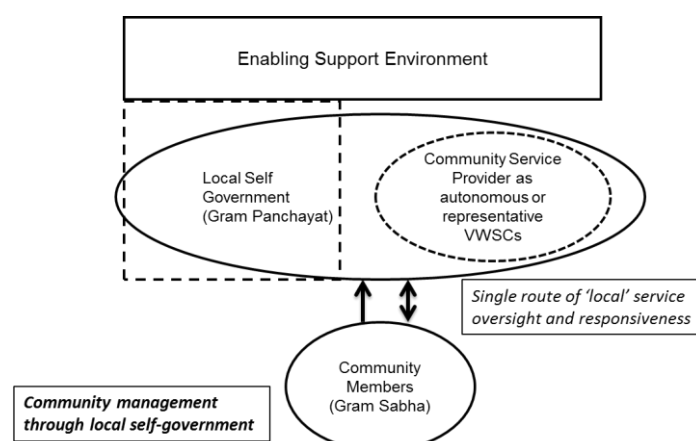 Enabling Support Environment
Local Self
Government
(Gram Panchayat)
Community Service
Provider as
autonomous or
representative
VWSCs
Single route of ‘local’ service
oversight and responsiveness
Community
Members
(Gram Sabha)
Community management
through local self-government